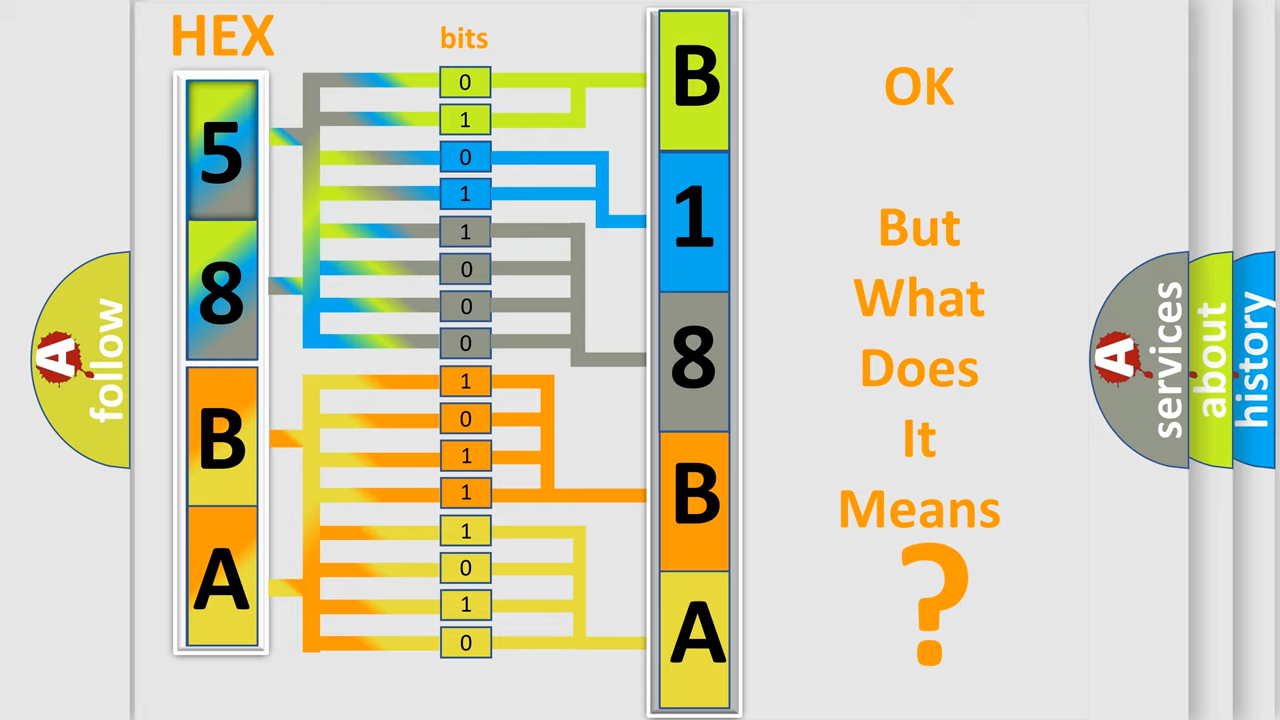 HEX
bits
5
8
B
A
0
1
0
1
1
0
0
0
1
0
1
1
1
0
1
0
B
1
8
B
A
OK
But
What
Does
It
Means
?
A
follow
A
services
about
history